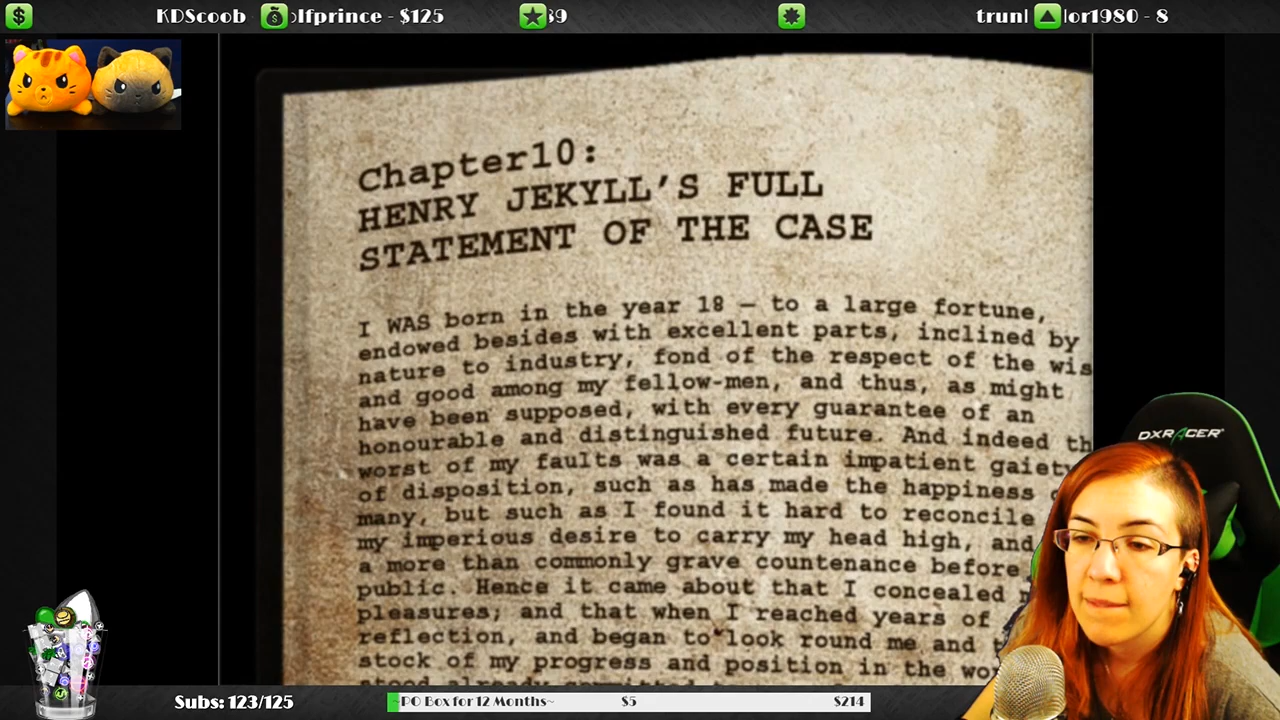 KDScoob
lfprince - $125
39
trunl
lor1980 - 8
Chapter10:
HENRY JEKYLL'S FULL
STATEMENT OF THE CASE
I WAS born in the year 18 — to a large fortune,
endowed besides with excellent parts, inclined by
nature to industry, fond of the respect of the wis
and good among my fellow-men, and thus, as might
have been supposed, with every guarantee of an
honourable and distinguished future. And indeed th
worst of my faults was a certain impatient gaiety
of disposition, such as has made the happiness
many, but such as I found it hard to reconcile
my imperious desire to carry my head high, and
a more than commonly grave countenance before
public. Hence it came about that I concealed
pleasures; and that when I reached years of
reflection, and began to look round me and
stock of my progress and position in the wor
DXRACER
Subs: 123/125
~PO Box for 12 Months~
$5
$214